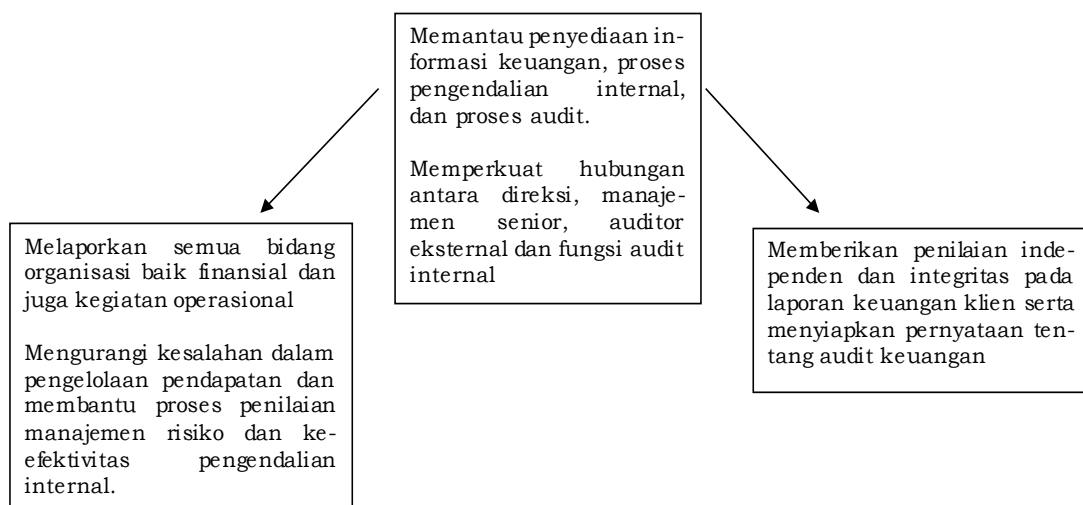 Memantau penyediaan in-
formasi keuangan, proses
pengendalian internal,
dan proses audit.
Memperkuat hubungan
antara direksi, manaje-
men senior, auditor
eksternal dan fungsi audit
internal
Melaporkan semua bidang
organisasi baik finansial dan
juga kegiatan operasional
Mengurangi kesalahan dalam
pengelolaan pendapatan dan
membantu proses penilaian
manajemen risiko dan ke-
efektivitas pengendalian
internal.
Memberikan penilaian inde-
penden dan integritas pada
laporan keuangan klien serta
menyiapkan pernyataan ten-
tang audit keuangan